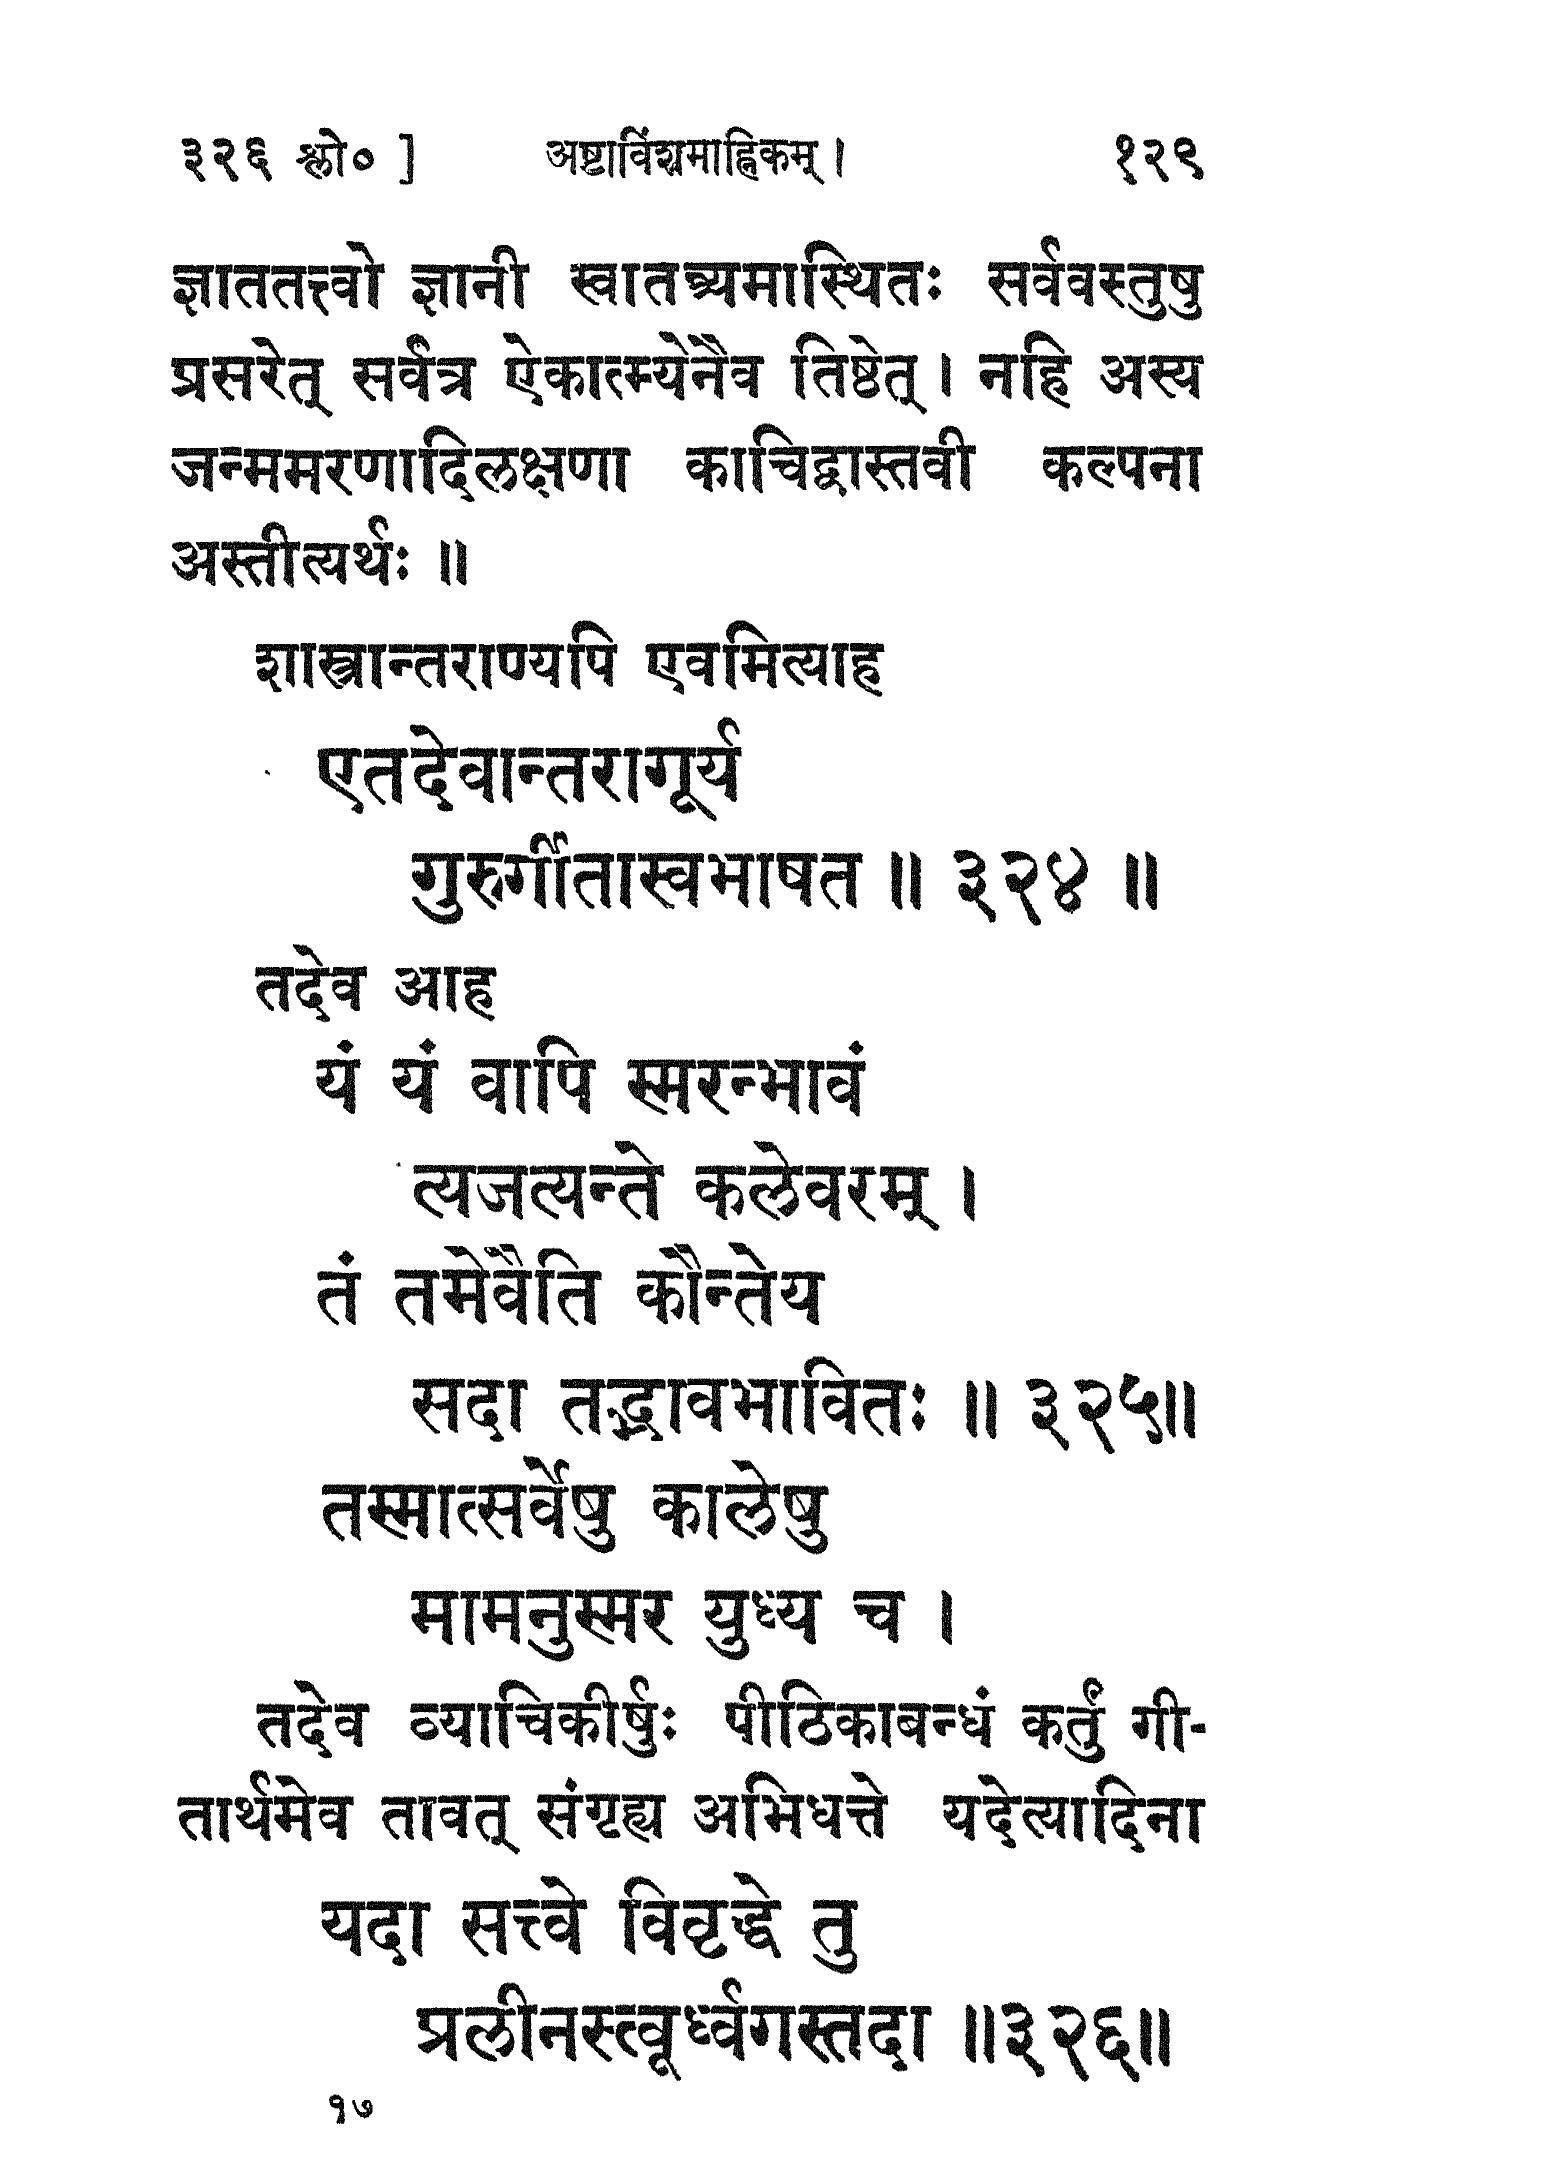 ३२६ श्लो० ] अष्टाविंशमाह्निकम् । १२९
ज्ञाततत्त्वो ज्ञानी स्वातन्त्र्यमास्थितः सर्ववस्तुषु
प्रसरेत् सर्वत्र ऐकात्म्येनैव तिष्ठेत् । नहि अस्य
जन्ममरणादिलक्षणा काचिद्वास्तवी कल्पना
अस्तीत्यर्थः ॥
शास्त्रान्तराण्यपि एवमित्याह
एतदेवान्तरागूर्य
गुरुर्गीतास्वभाषत ॥ ३२४ ॥
तदेव आह
यं यं वापि स्मरन्भावं
त्यजत्यन्ते कलेवरम् ।
तं तमेवैति कौन्तेय
सदा तद्भावभावितः ॥ ३२५॥
तस्मात्सर्वेषु कालेषु
मामनुस्मर युध्य च ।
तदेव व्याचिकीर्षुः पीठिकाबन्धं कर्तुं गी-
तार्थमेव तावत् संगृह्य अभिधत्ते यदेत्यादिना
यदा सत्त्वे विवृद्धे तु
प्रलीनस्त्वूर्ध्वगस्तदा ॥३२६॥
१७